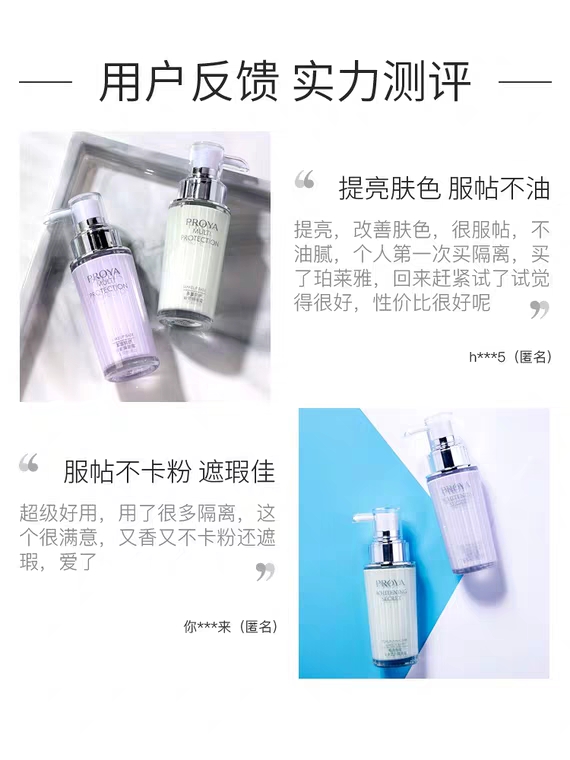 用户反馈 实力测评
PROYA
MULTI
PROTECTION
PROYA
MULTI
PROTECTION
“ 提亮肤色 服帖不油
提亮，改善肤色，很服帖，不
油腻，个人第一次买隔离，买
了珀莱雅，回来赶紧试了试觉
得很好，性价比很好呢 ”
h***5（匿名）
“ 服帖不卡粉 遮瑕佳
超级好用，用了很多隔离，这
个很满意，又香又不卡粉还遮
瑕，爱了 ”
你***来（匿名）
PROYA
PROYA
WHITENING
SECRET